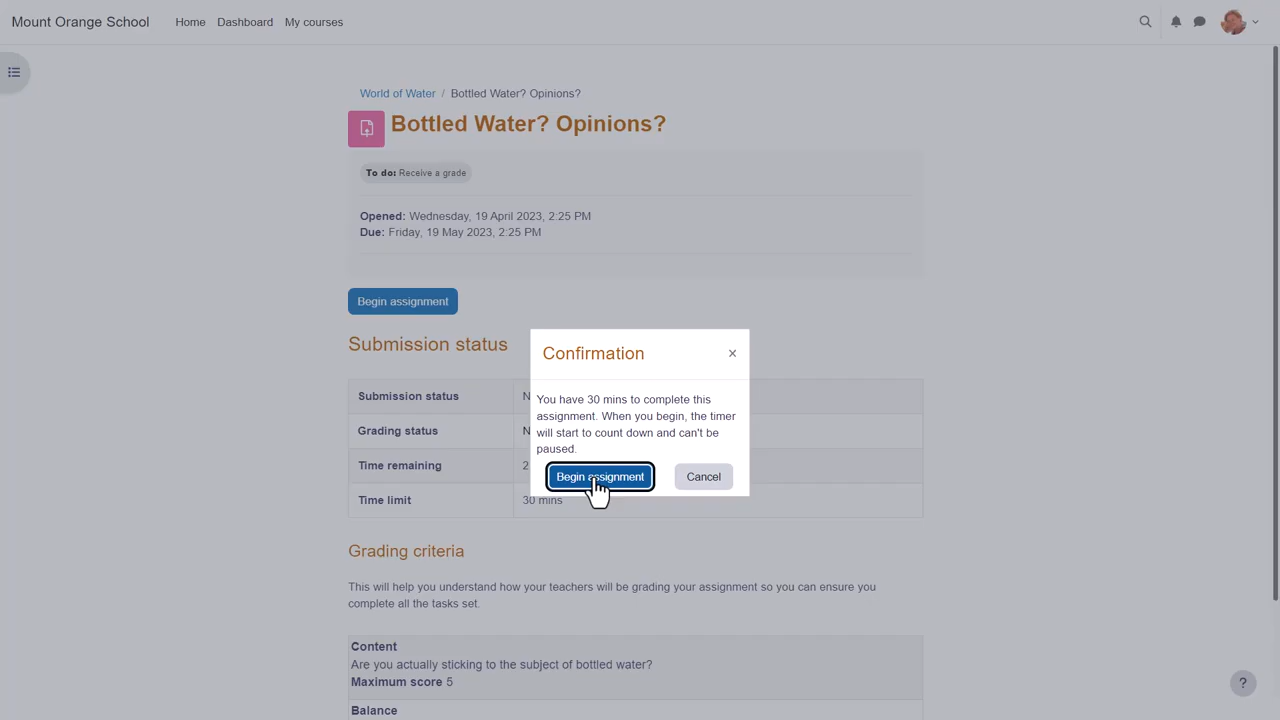 Mount Orange School Home Dashboard My courses
World of Water / Bottled Water? Opinions?
Bottled Water? Opinions?
To do: Receive a grade
Opened: Wednesday, 19 April 2023, 2:25 PM
Due: Friday, 19 May 2023, 2:25 PM
Begin assignment
Submission status
Submission status N
Grading status N
Time remaining 2
Time limit 30 mins
Confirmation ×
You have 30 mins to complete this
assignment. When you begin, the timer
will start to count down and can't be
paused.
Begin assignment Cancel
Grading criteria
This will help you understand how your teachers will be grading your assignment so you can ensure you
complete all the tasks set.
Content
Are you actually sticking to the subject of bottled water?
Maximum score 5
Balance
?